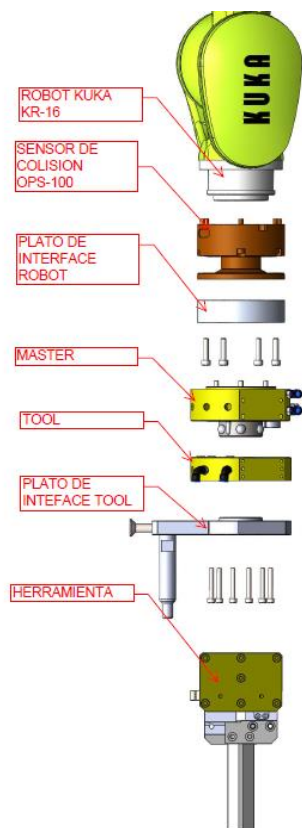 KUKA
ROBOT KUKA
KR-16
SENSOR DE
COLISION
OPS-100
PLATO DE
INTERFACE
ROBOT
MASTER
TOOL
PLATO DE
INTEFACE TOOL
HERRAMIENTA